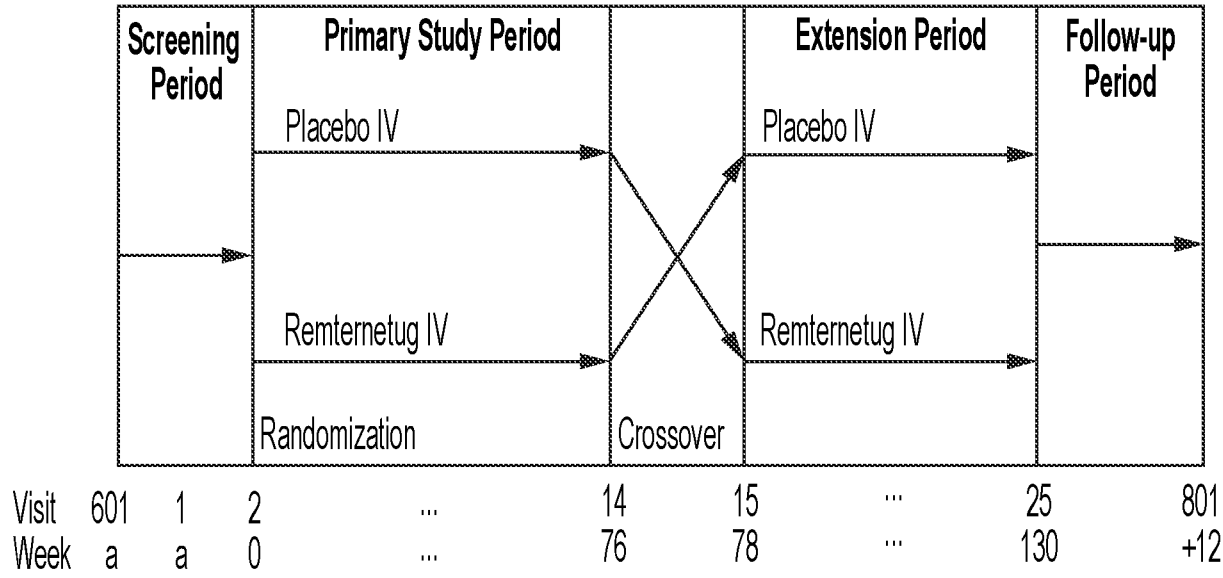 Screening Period
Primary Study Period
Extension Period
Follow-up Period
Placebo IV
Placebo IV
Remternetug IV
Remternetug IV
Randomization
Crossover
Visit 601 1 2 ... 14 15 ... 25 801
Week a a 0 ... 76 78 ... 130 +12